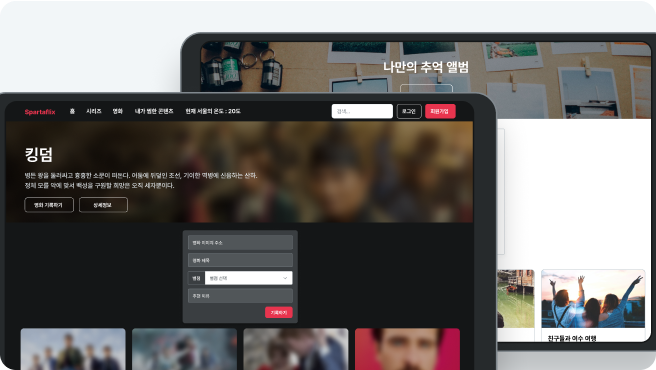 나만의 추억 앨범
Spartaflix 홈 시리즈 영화 내가 찜한 콘텐츠 현재 서울의 온도 : 20도 검색... 로그인 회원가입
킹덤
병든 왕을 둘러싸고 흉흉한 소문이 떠돈다. 어둠에 뒤덮인 조선, 기이한 역병에 신음하는 산하.
정체 모를 악에 맞서 백성을 구원할 희망은 오직 세자뿐이다.
영화 기록하기 상세정보
영화 이미지 주소
영화 제목
별점 별점 선택
추천 이유
기록하기
친구들과 여수 여행